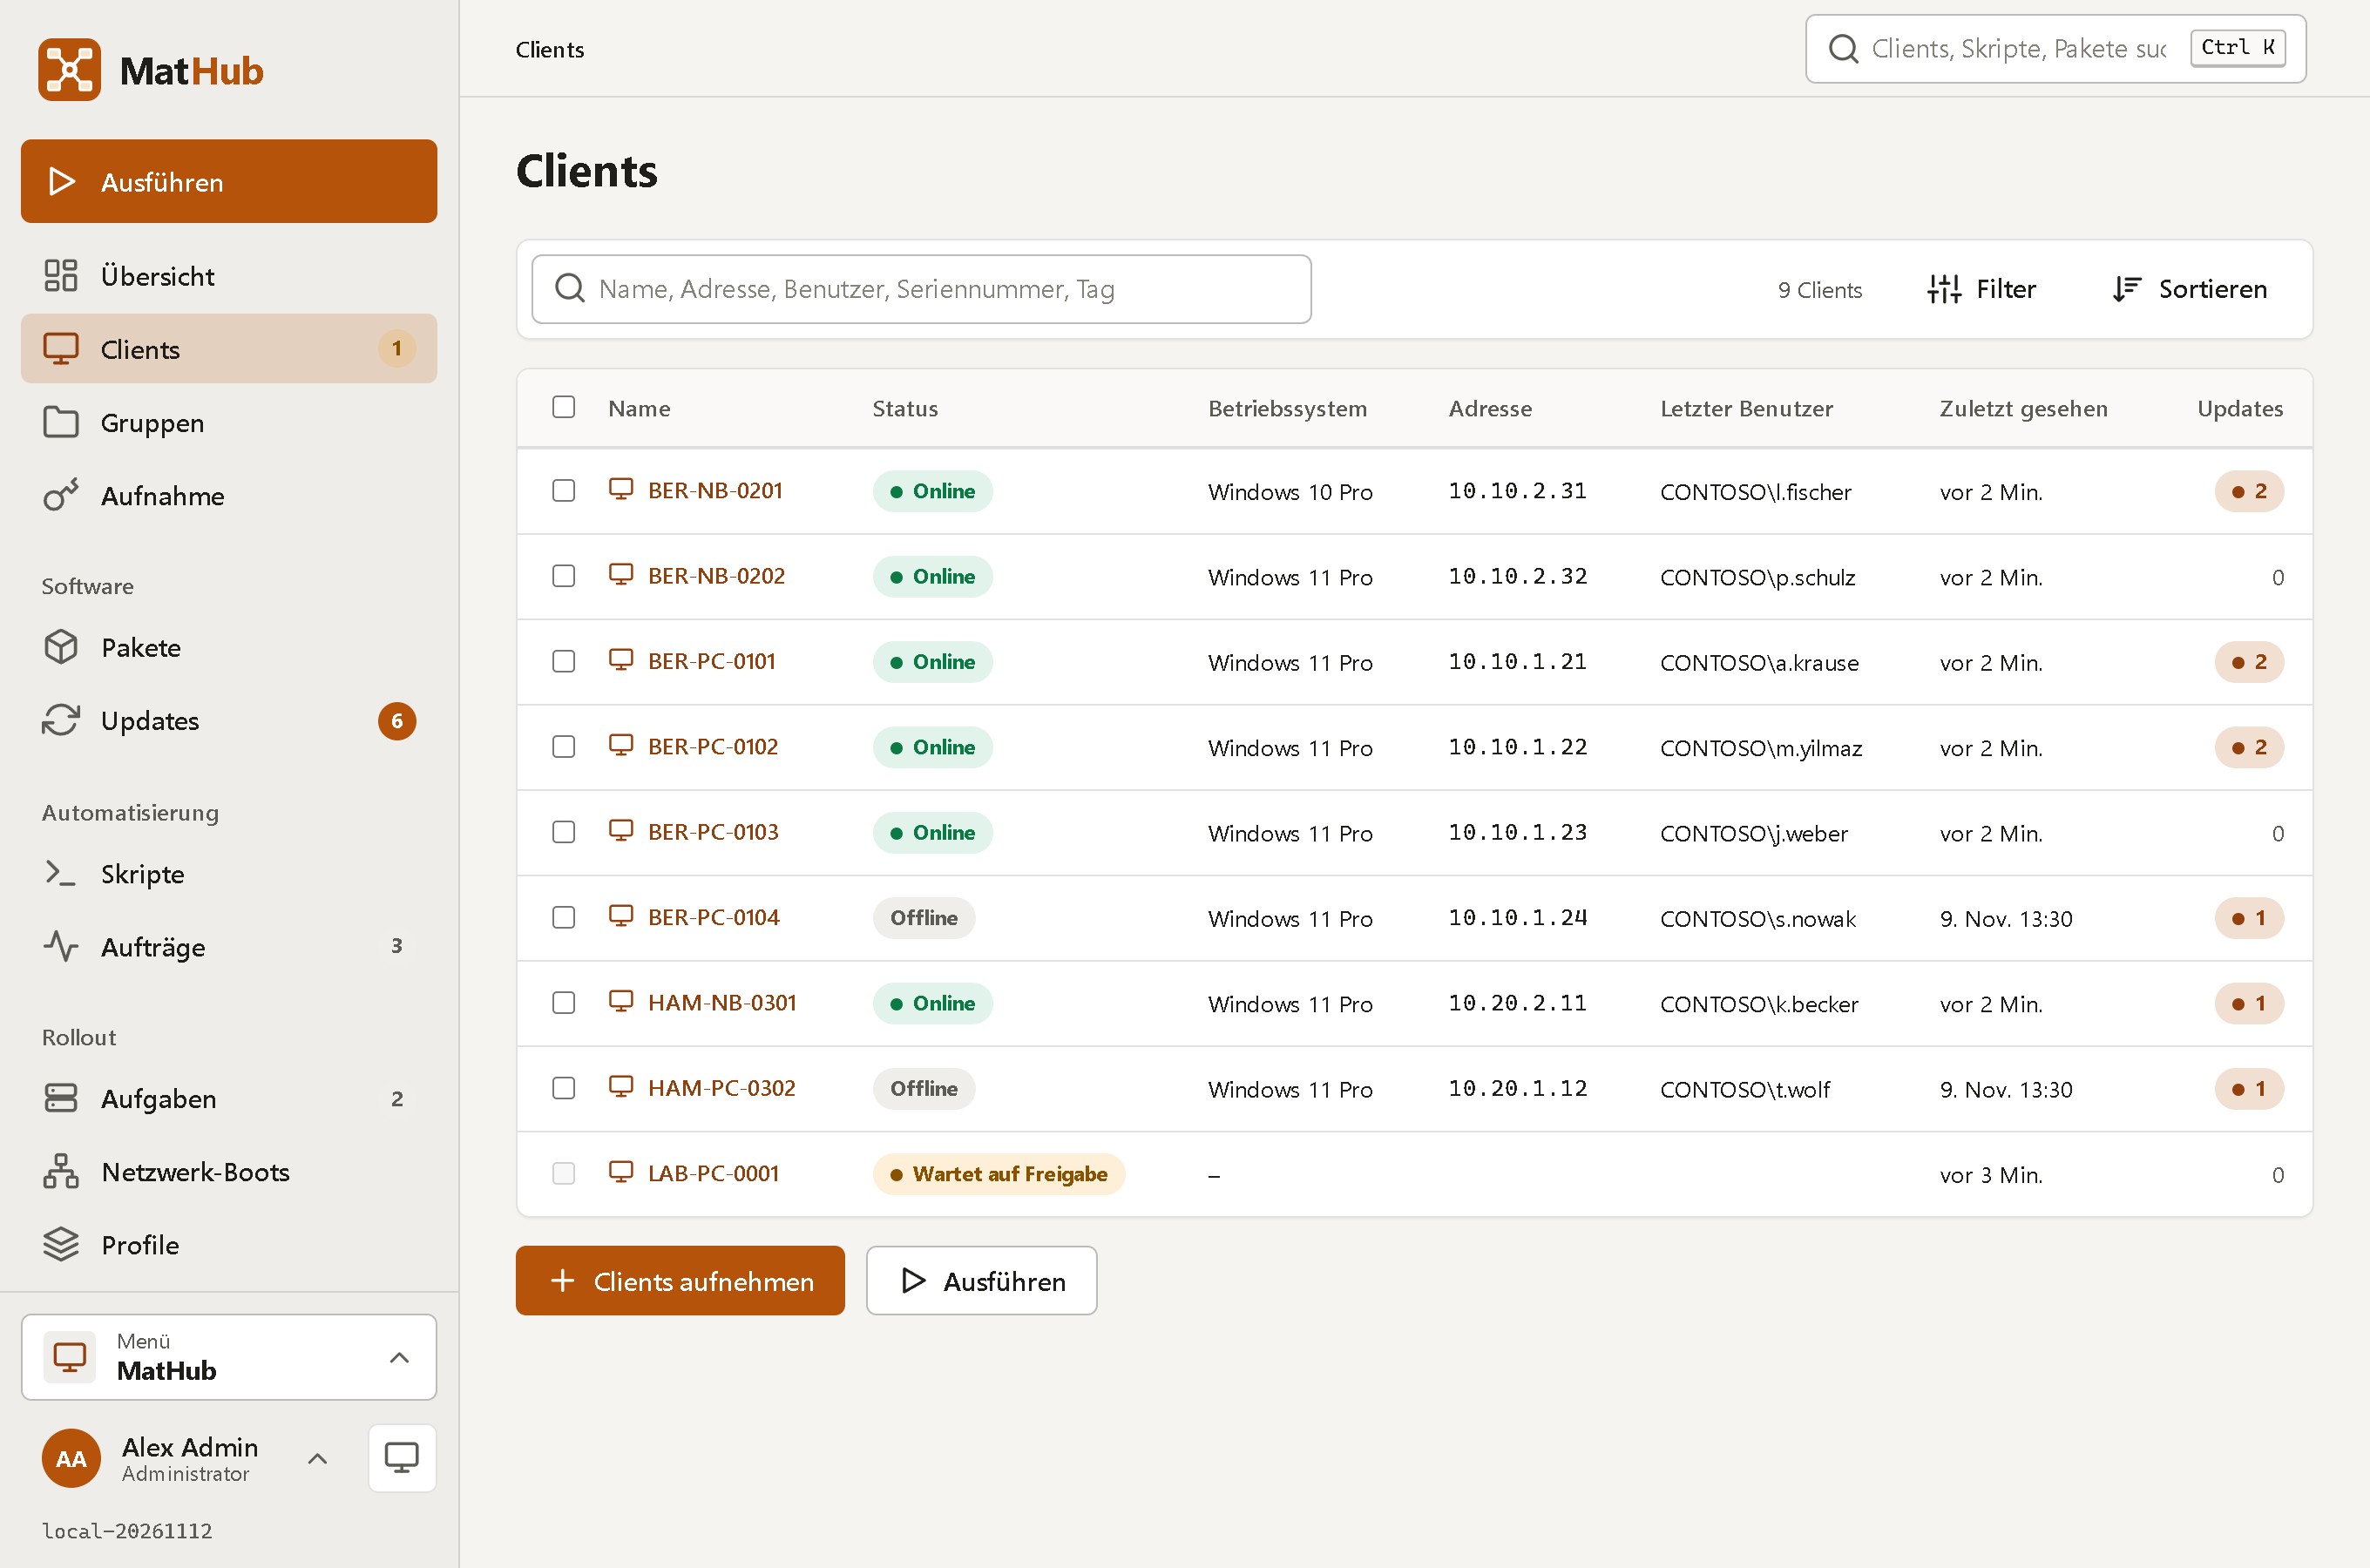 MatHub
Ausführen
Übersicht
Clients 1
Gruppen
Aufnahme
Software
Pakete
Updates 6
Automatisierung
Skripte
Aufträge 3
Rollout
Aufgaben 2
Netzwerk-Boots
Profile
Menü
MatHub
AA Alex Admin
Administrator
local-20261112
Clients
Clients, Skripte, Pakete suc Ctrl K
Clients
Name, Adresse, Benutzer, Seriennummer, Tag 9 Clients Filter Sortieren
Name Status Betriebssystem Adresse Letzter Benutzer Zuletzt gesehen Updates
BER-NB-0201 Online Windows 10 Pro 10.10.2.31 CONTOSO\l.fischer vor 2 Min. 2
BER-NB-0202 Online Windows 11 Pro 10.10.2.32 CONTOSO\p.schulz vor 2 Min. 0
BER-PC-0101 Online Windows 11 Pro 10.10.1.21 CONTOSO\a.krause vor 2 Min. 2
BER-PC-0102 Online Windows 11 Pro 10.10.1.22 CONTOSO\m.yilmaz vor 2 Min. 2
BER-PC-0103 Online Windows 11 Pro 10.10.1.23 CONTOSO\j.weber vor 2 Min. 0
BER-PC-0104 Offline Windows 11 Pro 10.10.1.24 CONTOSO\s.nowak 9. Nov. 13:30 1
HAM-NB-0301 Online Windows 11 Pro 10.20.2.11 CONTOSO\k.becker vor 2 Min. 1
HAM-PC-0302 Offline Windows 11 Pro 10.20.1.12 CONTOSO\t.wolf 9. Nov. 13:30 1
LAB-PC-0001 Wartet auf Freigabe – vor 3 Min. 0
Clients aufnehmen Ausführen